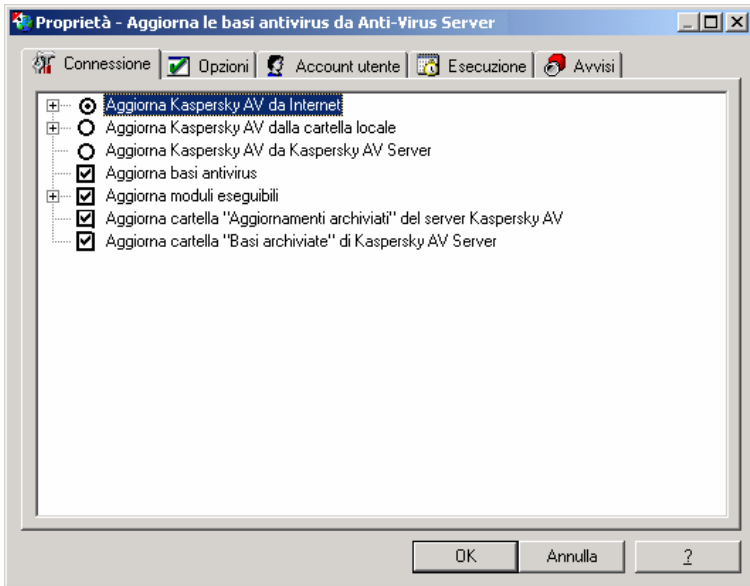 Proprietà - Aggiorna le basi antivirus da Anti-Virus Server
Connessione Opzioni Account utente Esecuzione Avvisi
Aggiorna Kaspersky AV da Internet
Aggiorna Kaspersky AV dalla cartella locale
Aggiorna Kaspersky AV da Kaspersky AV Server
Aggiorna basi antivirus
Aggiorna moduli eseguibili
Aggiorna cartella "Aggiornamenti archiviati" del server Kaspersky AV
Aggiorna cartella "Basi archiviate" di Kaspersky AV Server
OK Annulla ?